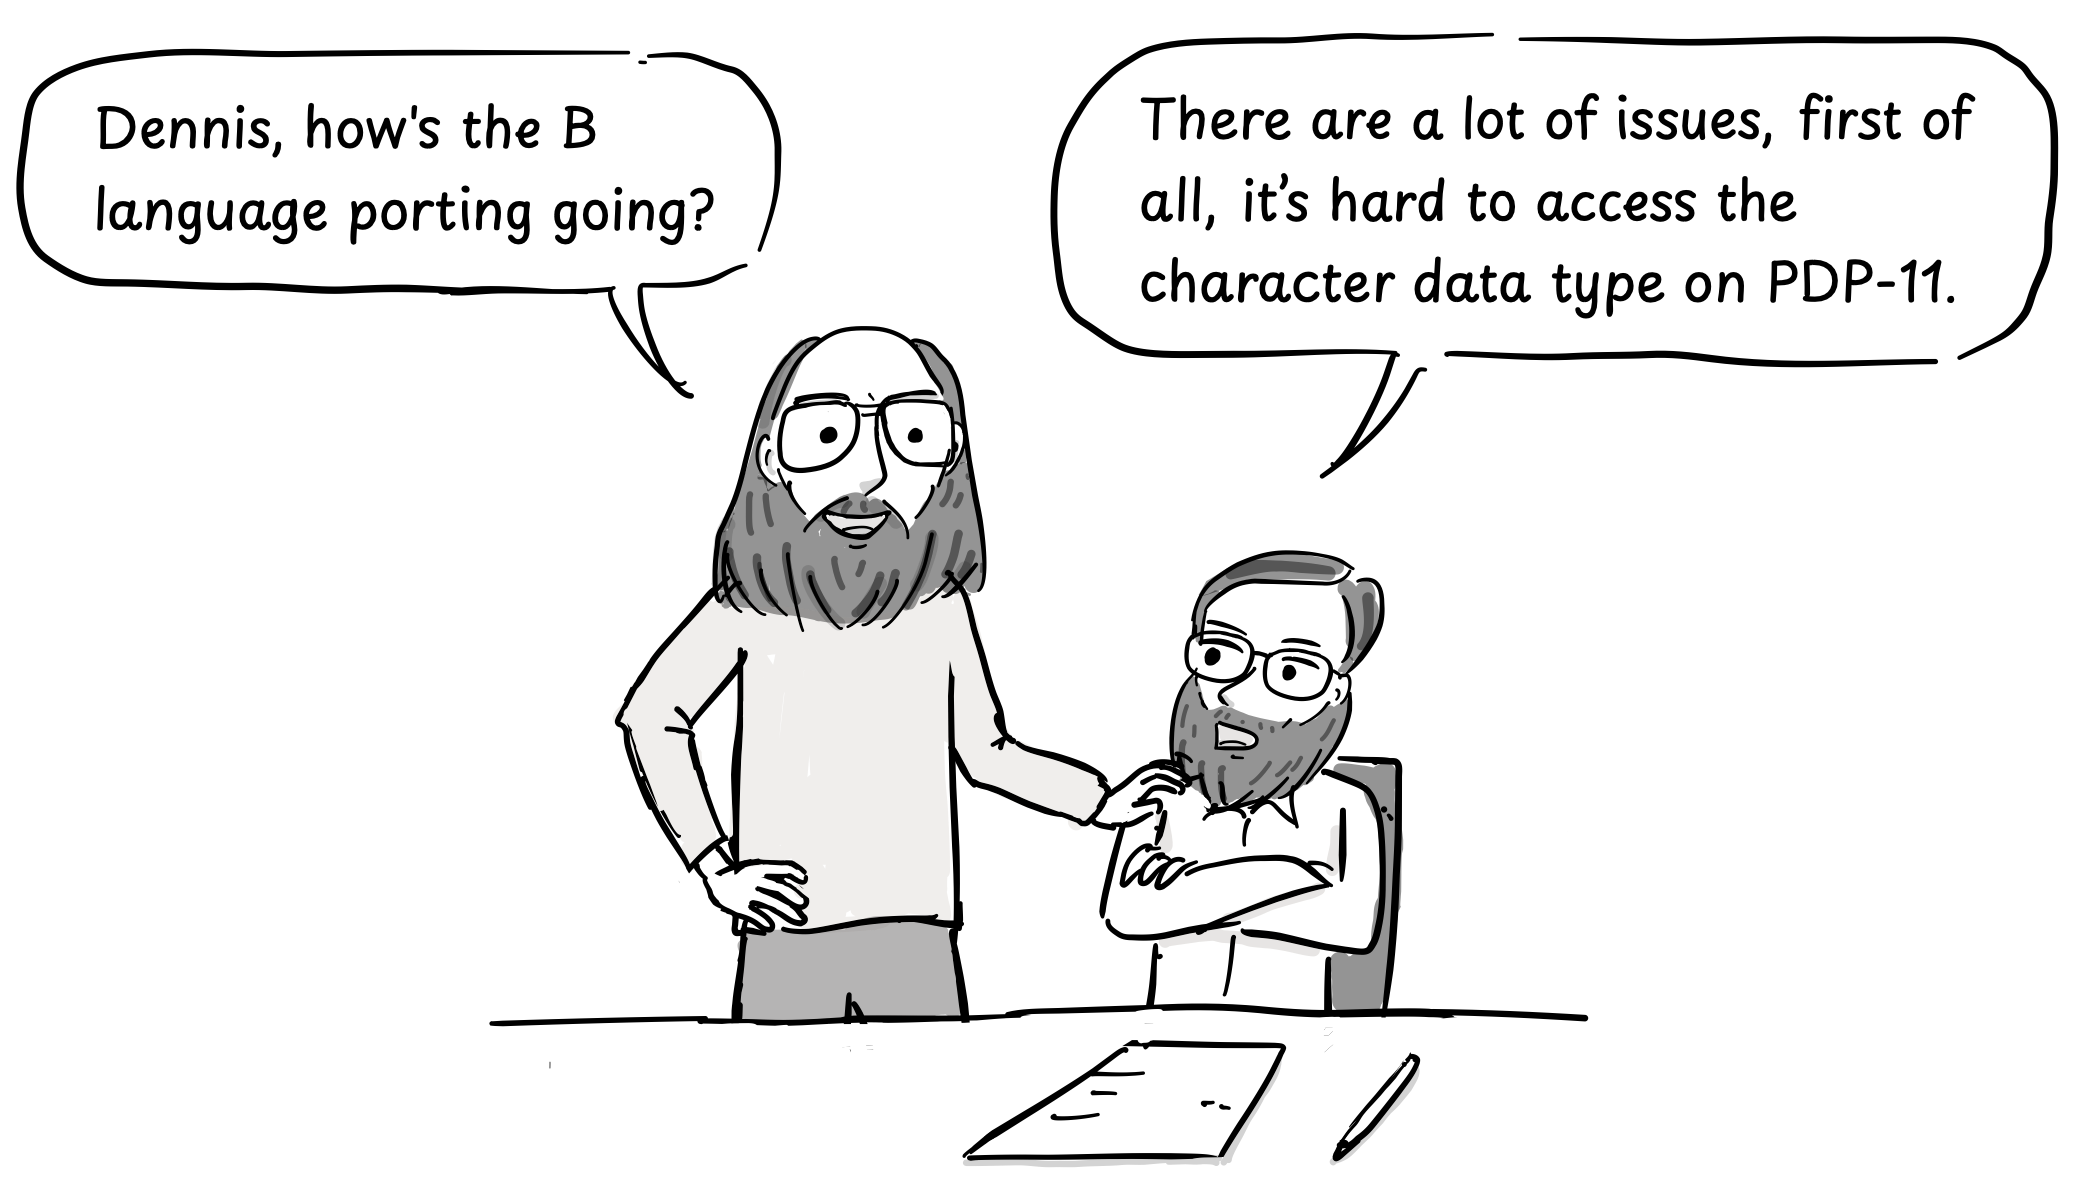 Dennis, how's the B
language porting going?
There are a lot of issues, first of
all, it’s hard to access the
character data type on PDP-11.